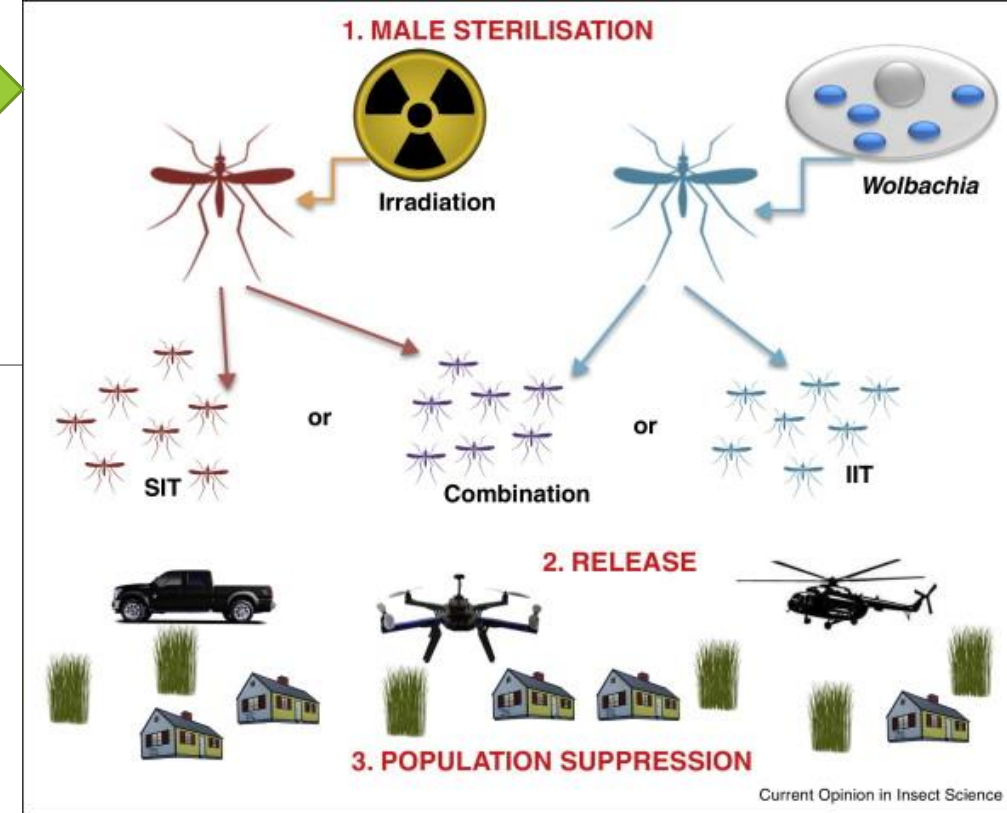 1. MALE STERILISATION
Irradiation
Wolbachia
or
or
SIT
Combination
IIT
2. RELEASE
3. POPULATION SUPPRESSION
Current Opinion in Insect Science